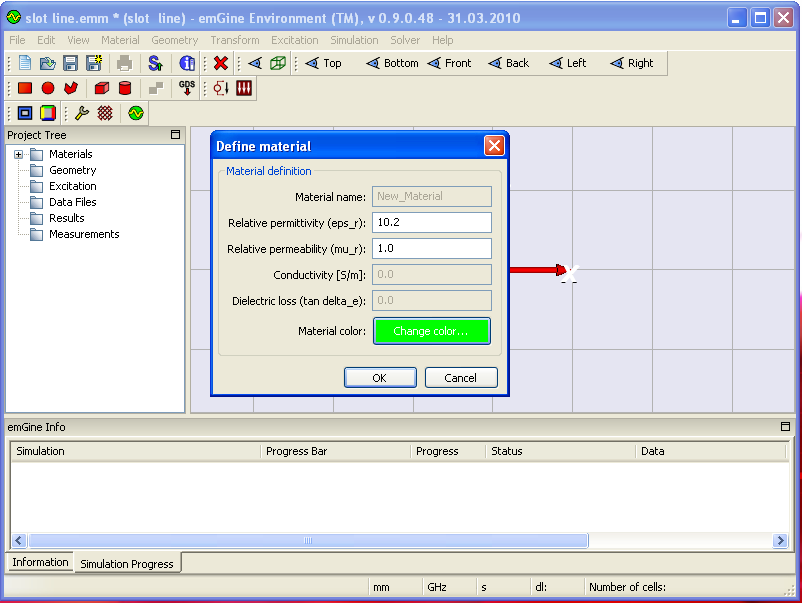 slot line.emm * (slot line) - emGine Environment (TM), v 0.9.0.48 - 31.03.2010
File Edit View Material Geometry Transform Excitation Simulation Solver Help
Top Bottom Front Back Left Right
GDS
Project Tree
Materials
Geometry
Excitation
Data Files
Results
Measurements
Define material
Material definition
Material name: New_Material
Relative permittivity (eps_r): 10.2
Relative permeability (mu_r): 1.0
Conductivity [S/m]: 0.0
Dielectric loss (tan delta_e): 0.0
Material color: Change color...
OK Cancel
X
emGine Info
Simulation Progress Bar Progress Status Data
Information Simulation Progress
mm GHz s dl: Number of cells: